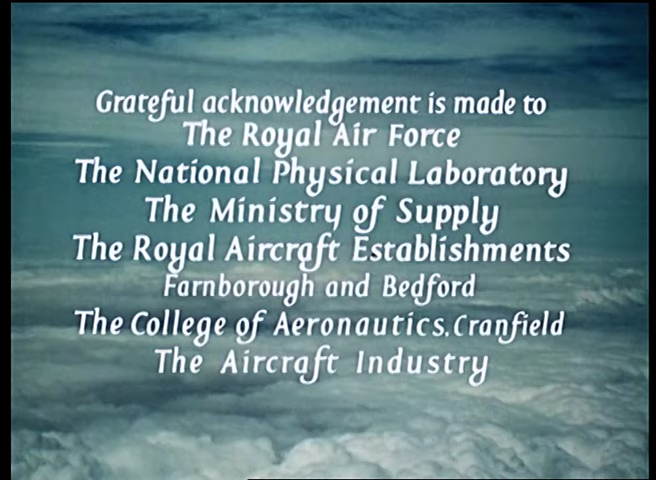 Grateful acknowledgement is made to
The Royal Air Force
The National Physical Laboratory
The Ministry of Supply
The Royal Aircraft Establishments
Farnborough and Bedford
The College of Aeronautics, Cranfield
The Aircraft Industry